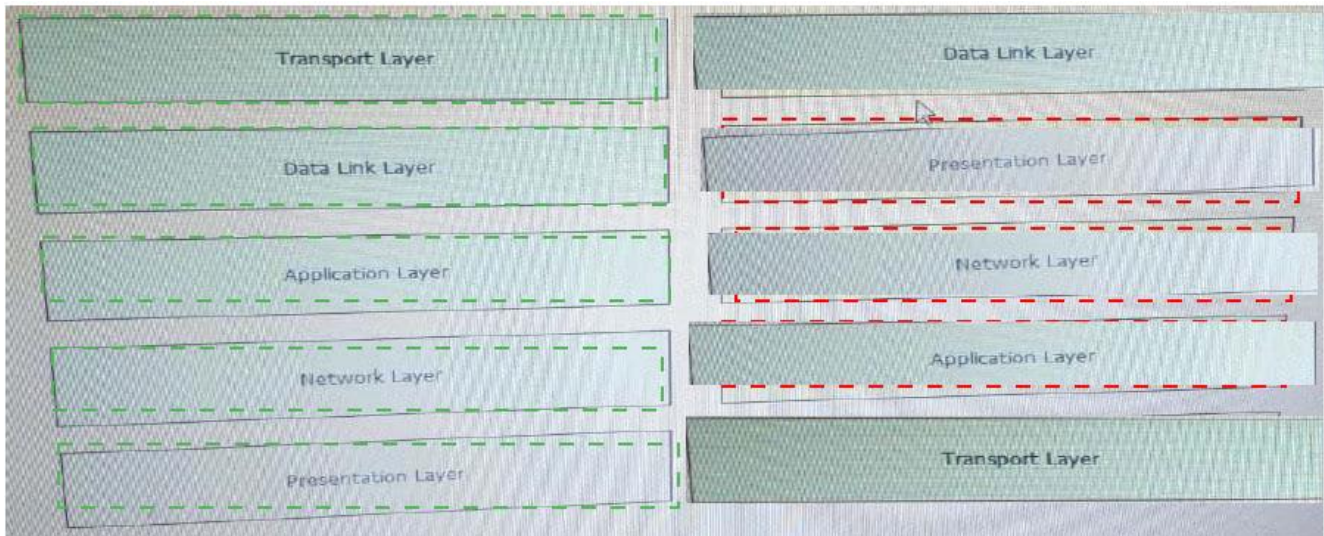 Transport Layer
Data Link Layer
Application Layer
Network Layer
Presentation Layer
Data Link Layer
Presentation Layer
Network Layer
Application Layer
Transport Layer